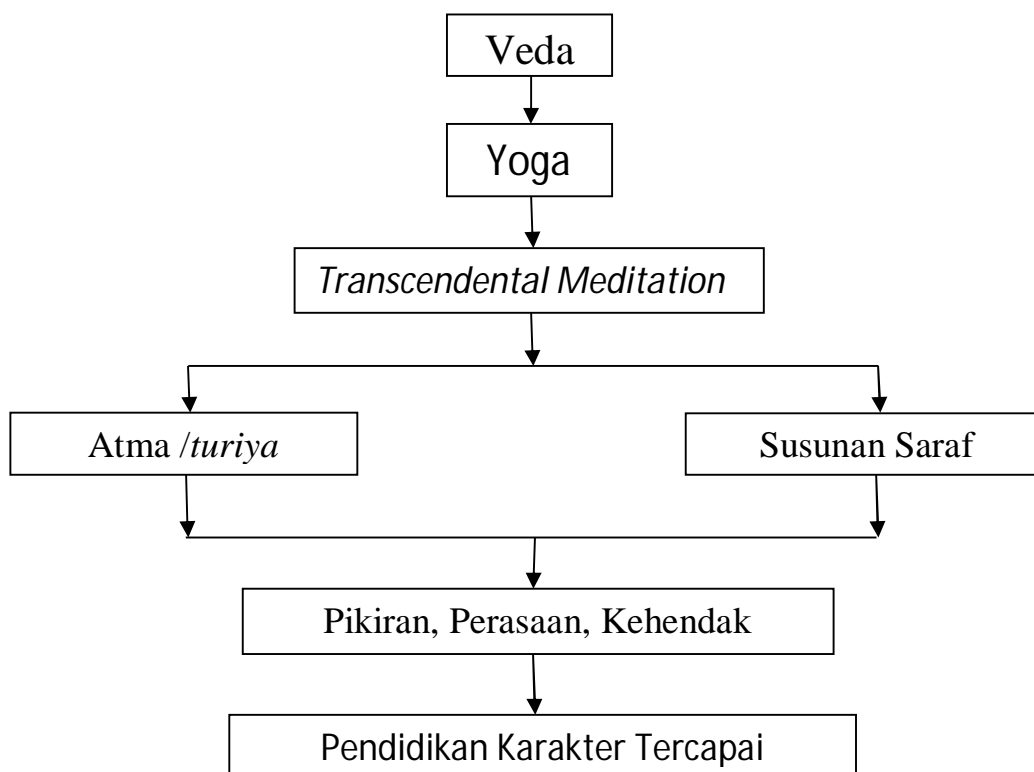 Veda
Yoga
Transcendental Meditation
Atma /turiya
Susunan Saraf
Pikiran, Perasaan, Kehendak
Pendidikan Karakter Tercapai